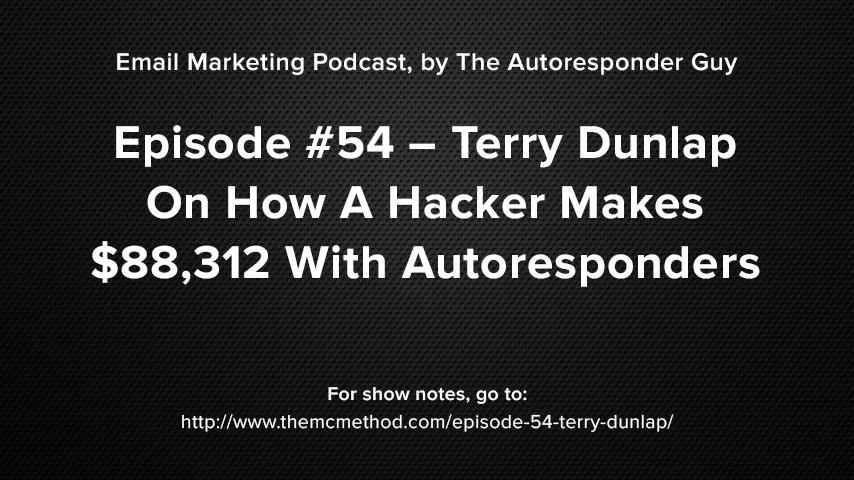 Email Marketing Podcast, by The Autoresponder Guy
Episode #54 – Terry Dunlap
On How A Hacker Makes
$88,312 With Autoresponders
For show notes, go to:
http://www.themcmethod.com/episode-54-terry-dunlap/